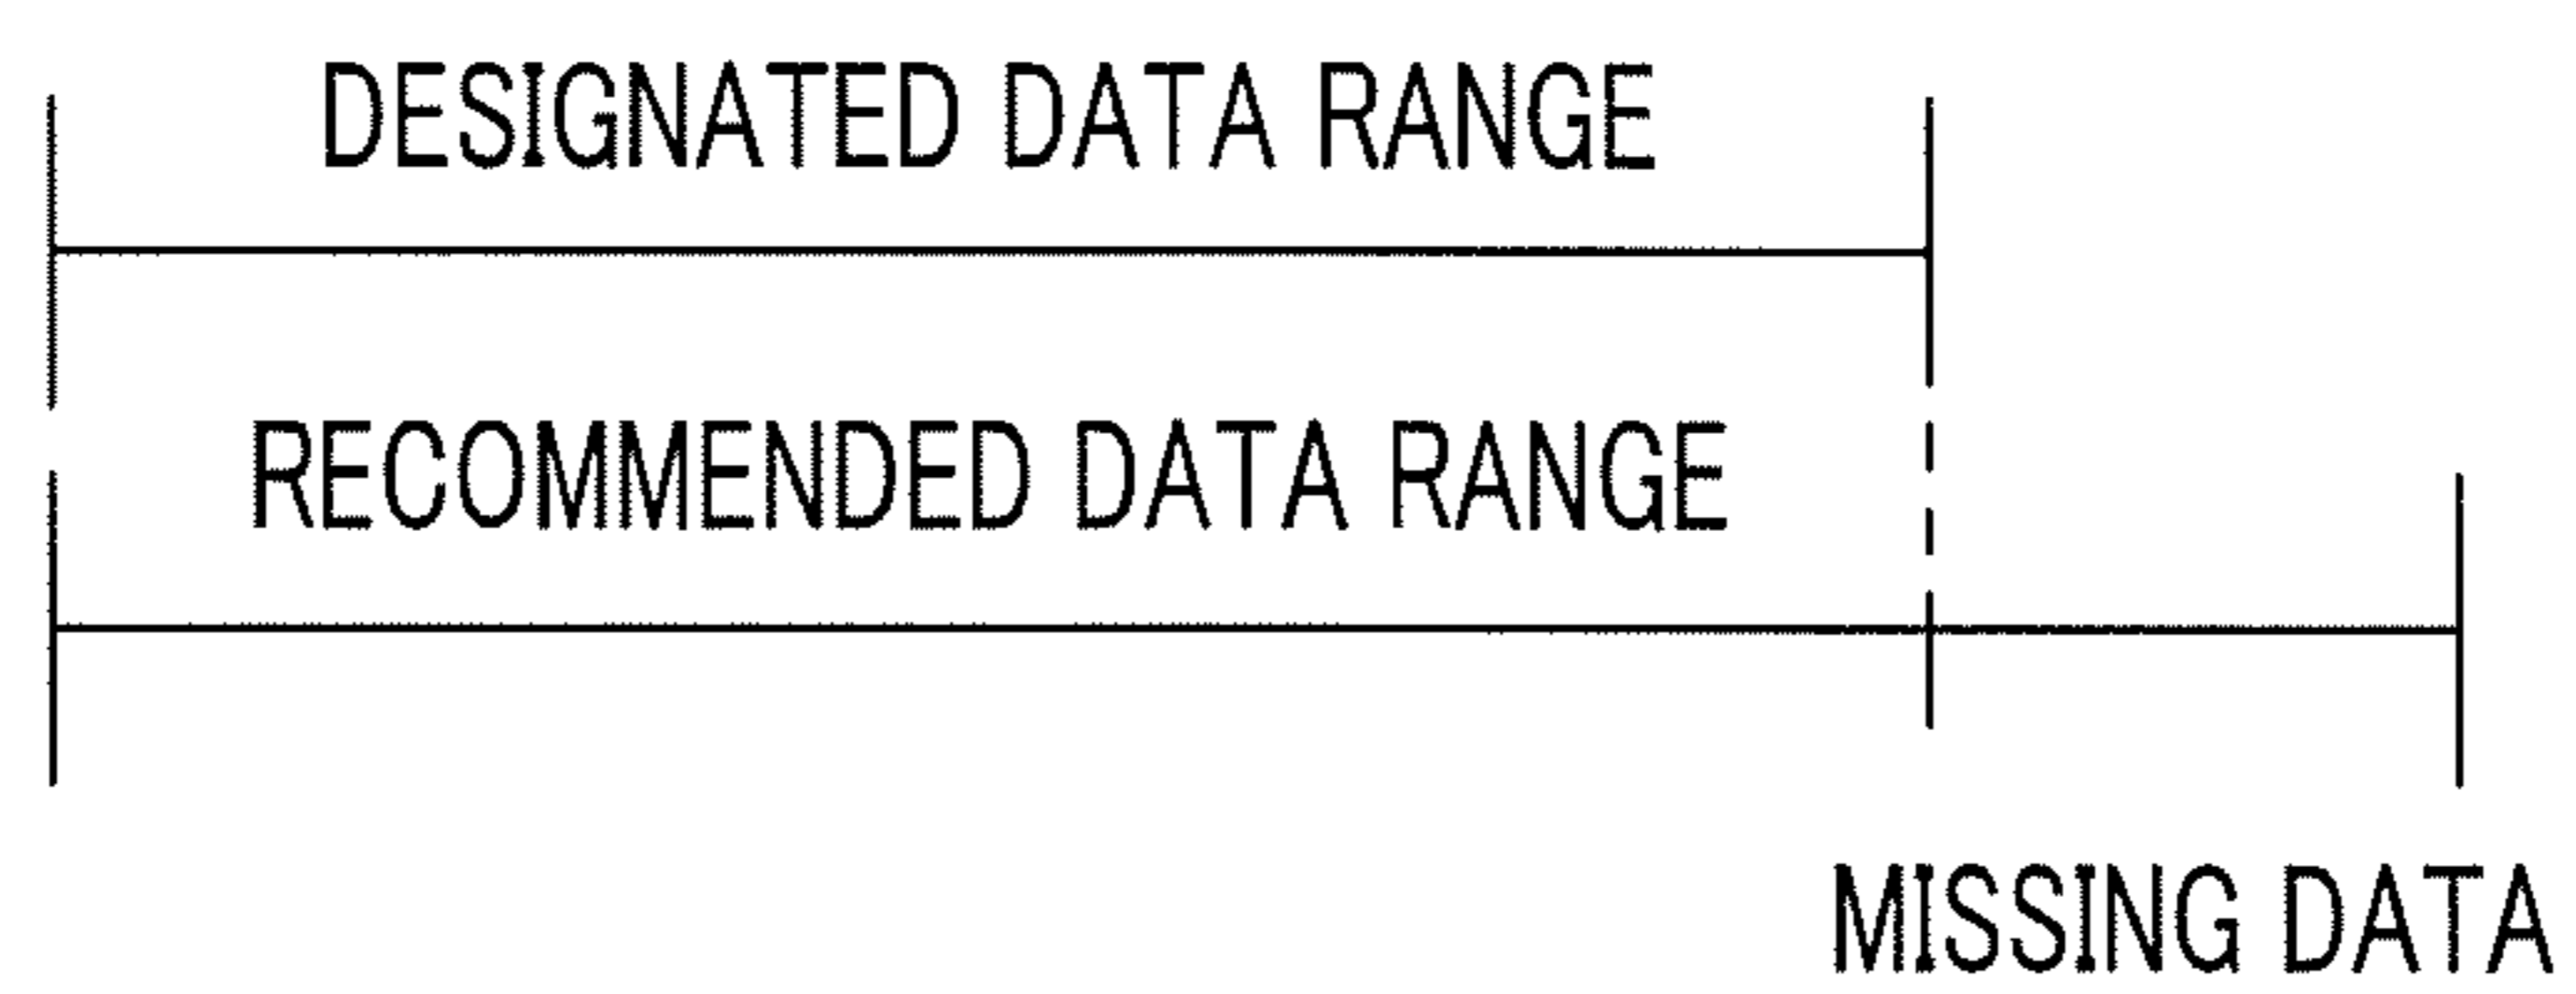 DESIGNATED DATA RANGE
RECOMMENDED DATA RANGE
MISSING DATA